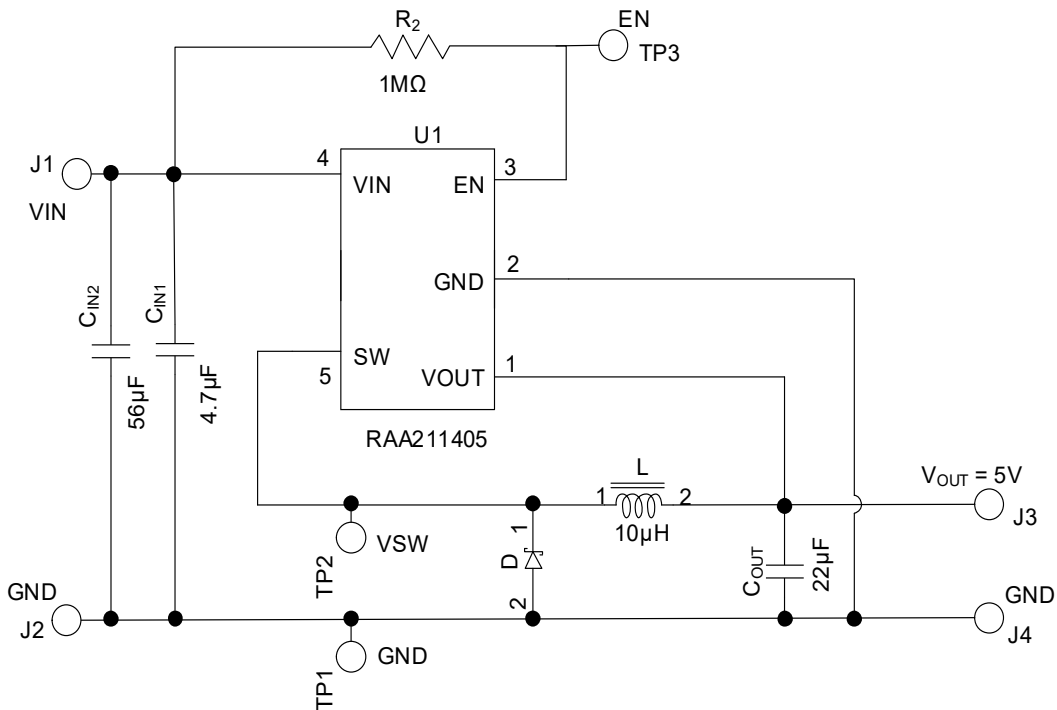 R2
EN
TP3
1MΩ
U1
J1
VIN
4
VIN
EN
3
GND
2
CIN2
CIN1
56µF
4.7µF
SW
5
VOUT
1
RAA211405
L
1
2
10µH
VOUT = 5V
J3
VSW
TP2
1
D
2
COUT
22µF
GND
J2
TP1
GND
GND
J4